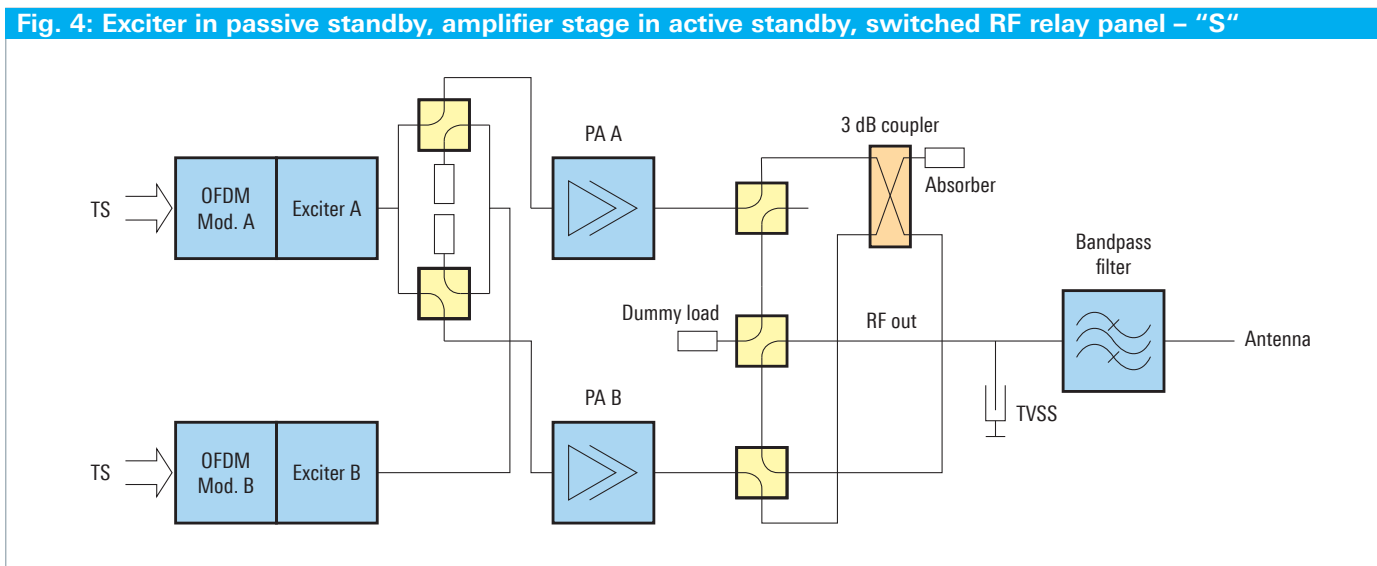 Fig. 4: Exciter in passive standby, amplifier stage in active standby, switched RF relay panel – “S“
TS
OFDM
Mod. A
Exciter A
PA A
3 dB coupler
Absorber
Dummy load
RF out
Bandpass
filter
Antenna
TVSS
TS
OFDM
Mod. B
Exciter B
PA B